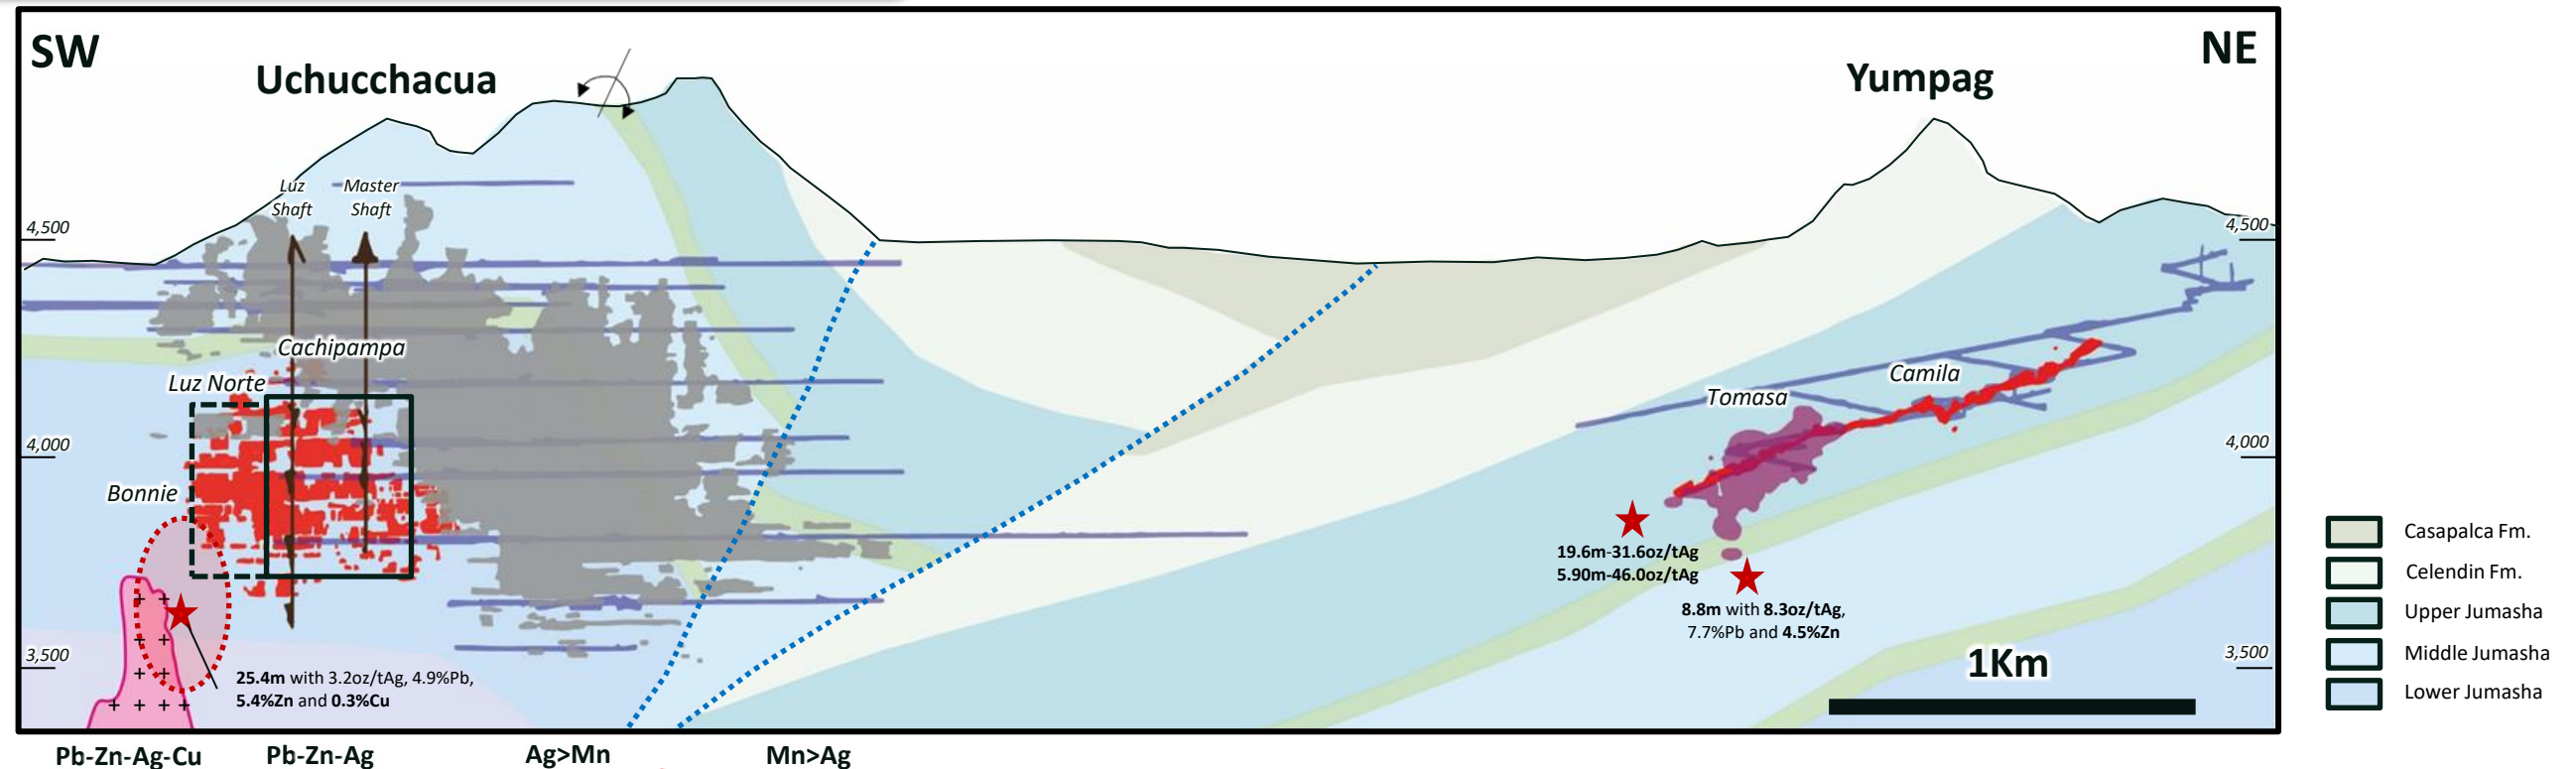 SW
NE
Uchucchacua
Yumpag
Luz
Shaft
Master
Shaft
4,500
4,500
Cachipampa
Luz Norte
Camila
Tomasa
4,000
4,000
Bonnie
19.6m-31.6oz/tAg
5.90m-46.0oz/tAg
8.8m with 8.3oz/tAg,
7.7%Pb and 4.5%Zn
3,500
3,500
25.4m with 3.2oz/tAg, 4.9%Pb,
5.4%Zn and 0.3%Cu
1Km
Casapalca Fm.
Celendin Fm.
Upper Jumasha
Middle Jumasha
Lower Jumasha
Pb-Zn-Ag-Cu
Pb-Zn-Ag
Ag>Mn
Mn>Ag